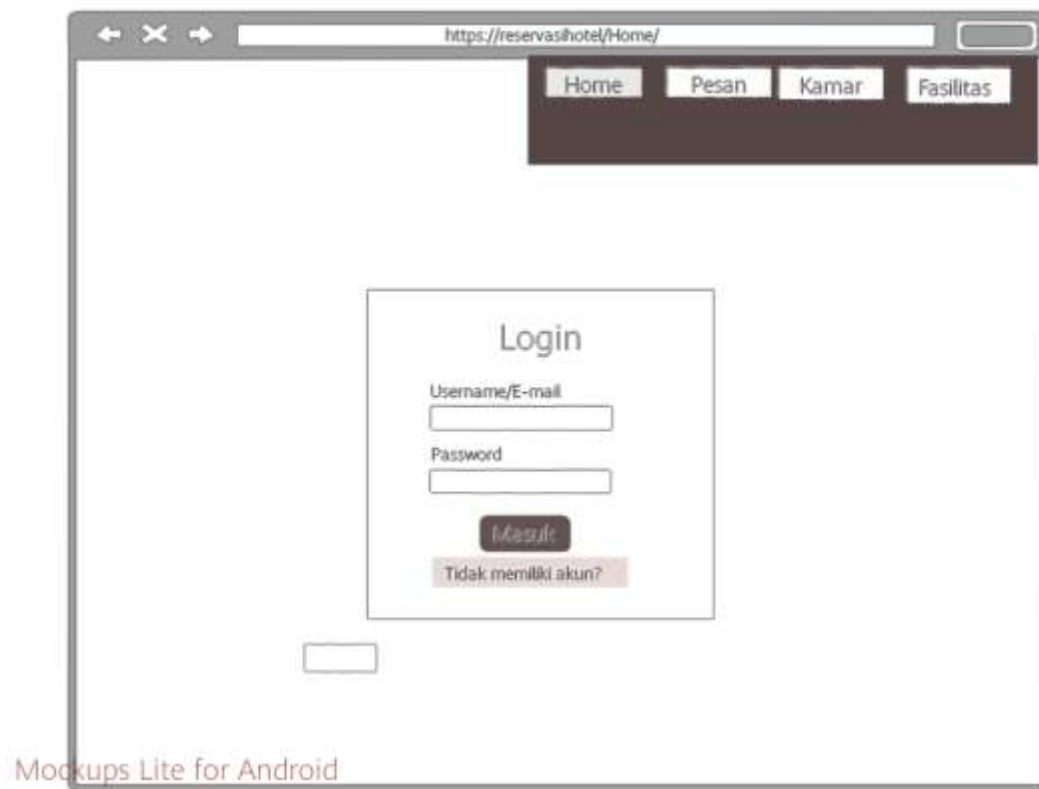 https://reservasihotel/Home/
Home Pesan Kamar Fasilitas
Login
Username/E-mail
Password
Masuk
Tidak memiliki akun?
Mockups Lite for Android